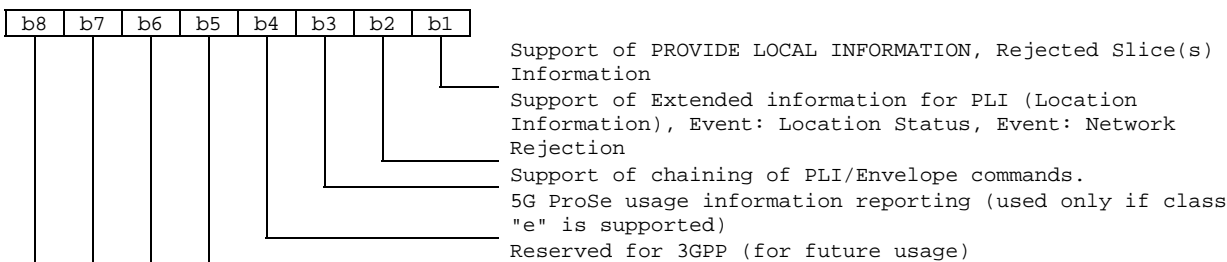 b8 b7 b6 b5 b4 b3 b2 b1
Support of PROVIDE LOCAL INFORMATION, Rejected Slice(s)
Information
Support of Extended information for PLI (Location
Information), Event: Location Status, Event: Network
Rejection
Support of chaining of PLI/Envelope commands.
5G ProSe usage information reporting (used only if class
"e" is supported)
Reserved for 3GPP (for future usage)